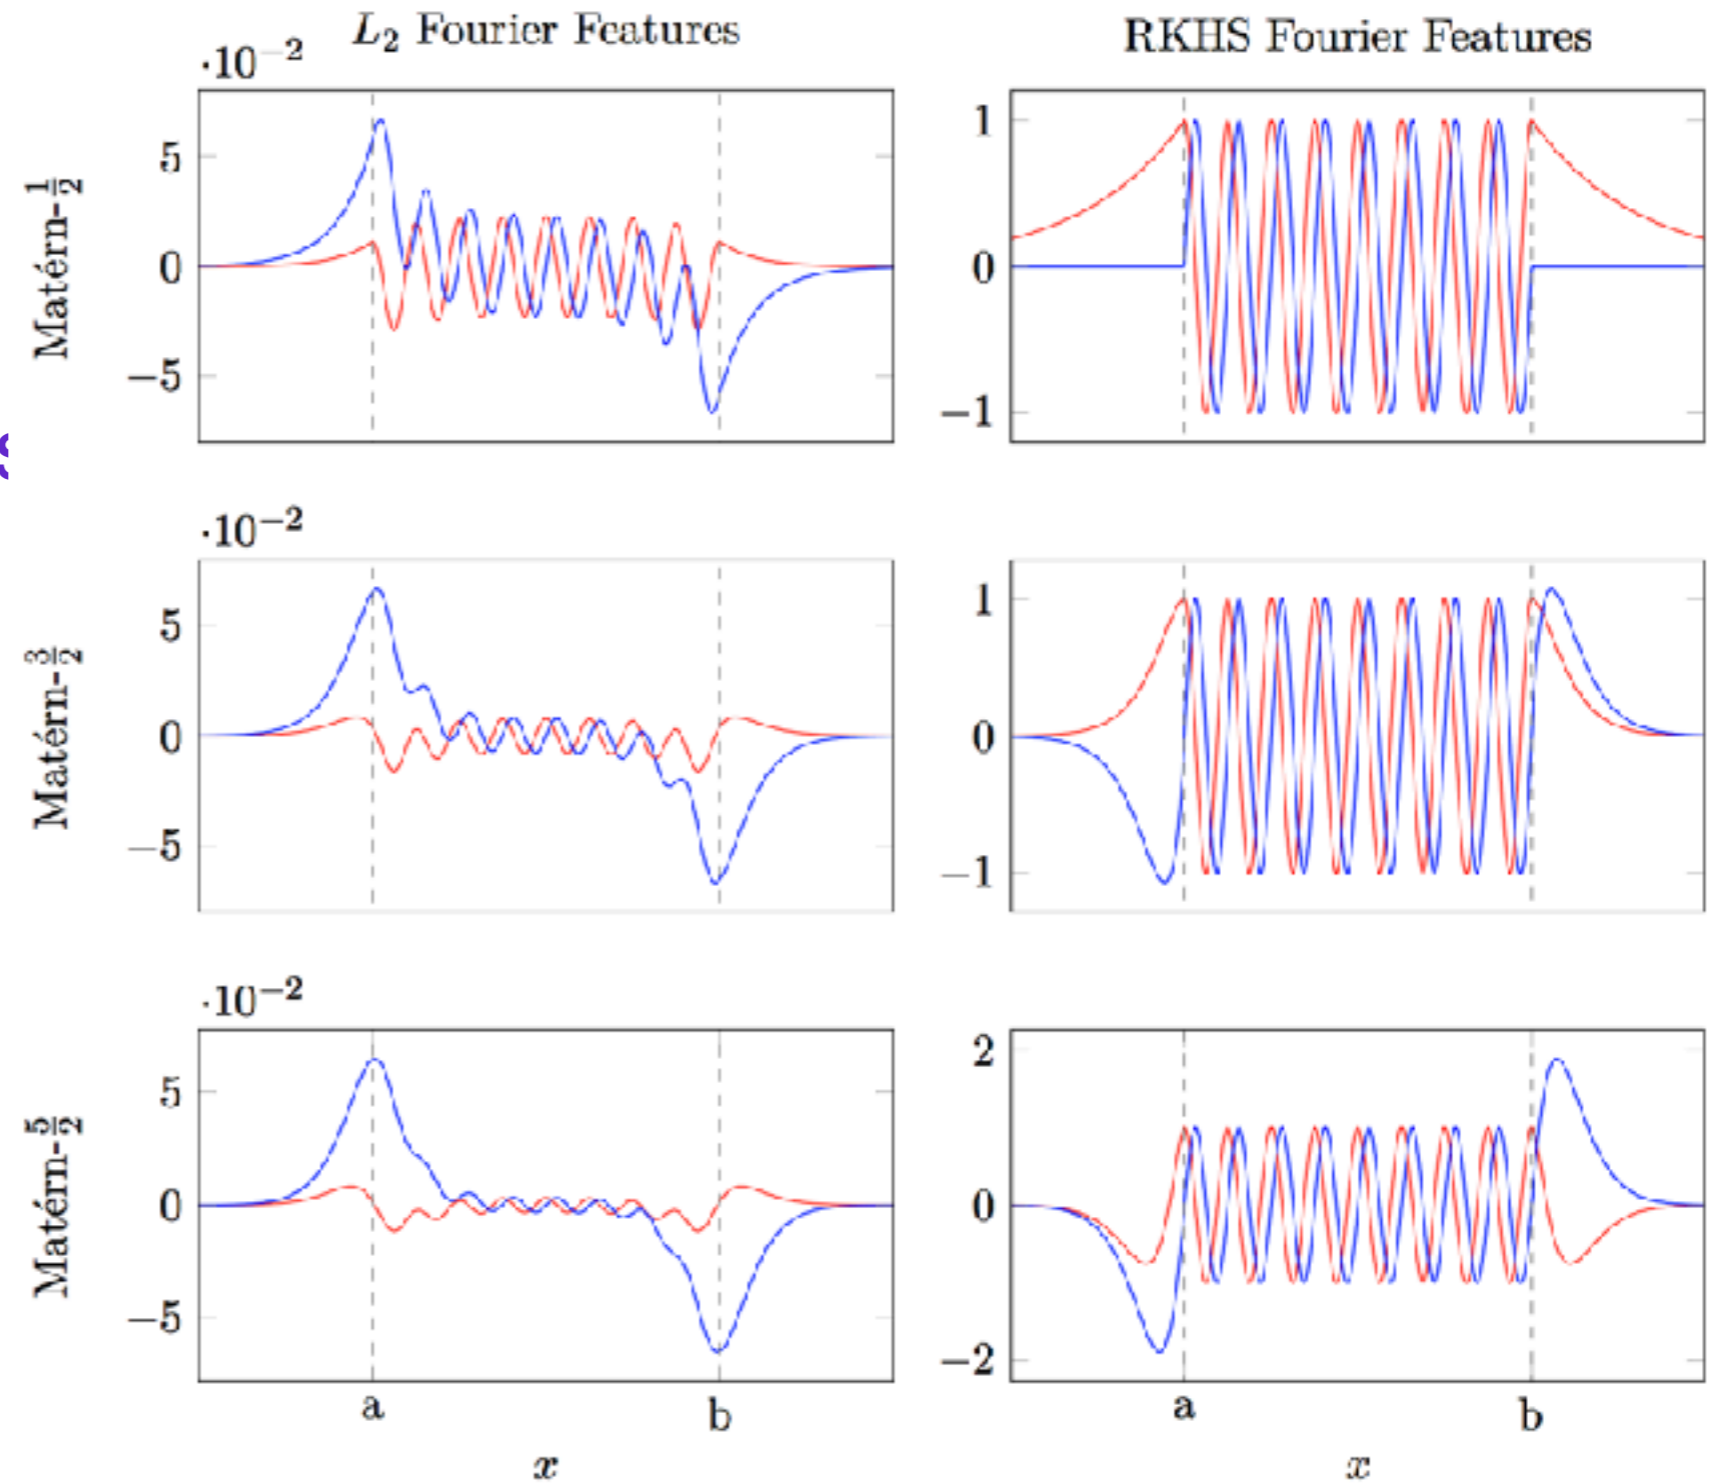 L₂ Fourier Features
RKHS Fourier Features
Matérn-1/2
·10⁻²
5
0
−5
1
0
−1
Matérn-3/2
·10⁻²
5
0
−5
1
0
−1
Matérn-5/2
·10⁻²
5
0
−5
2
0
−2
a b
a b
x
x